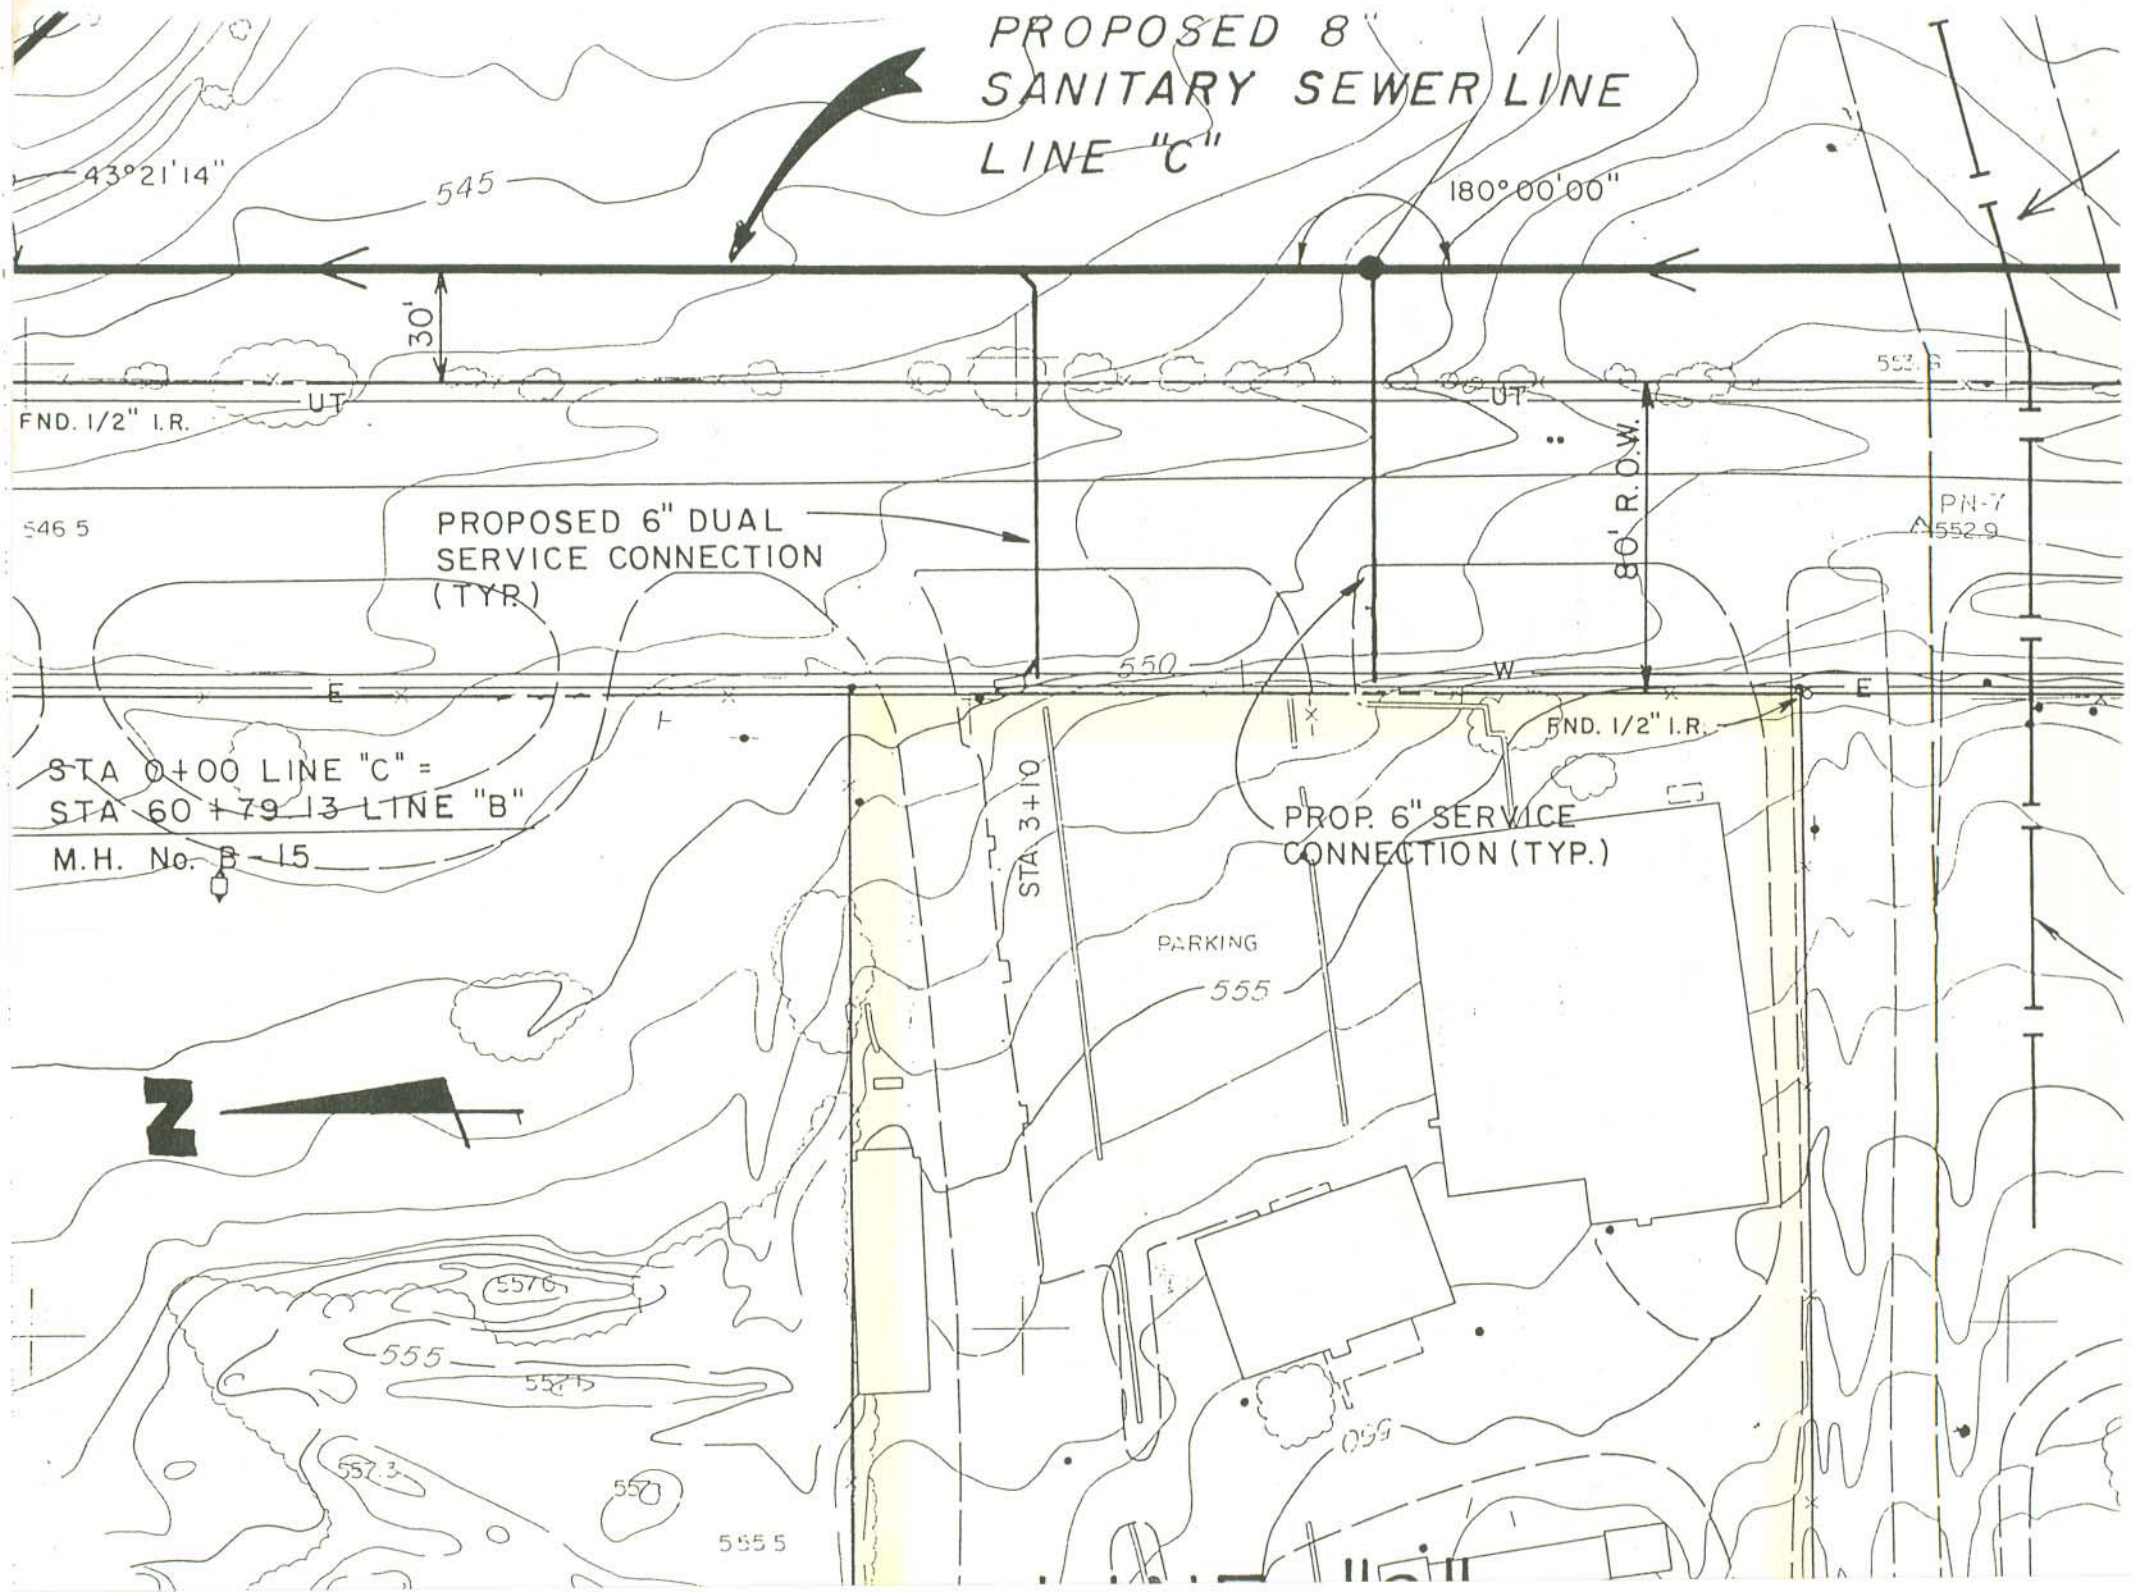 PROPOSED 8"
SANITARY SEWER LINE
LINE "C"
43°21'14"
545
180°00'00"
30'
553.
UT
UT
FND. 1/2" I.R.
80' R.O.W.
PROPOSED 6" DUAL
SERVICE CONNECTION
(TYP.)
546 5
PN-7
552.9
550
W
E
E
FND. 1/2" I.R.
STA 0+00 LINE "C" =
STA 60+79.13 LINE "B"
M.H. No. B-15
STA 3+10
PROP. 6" SERVICE
CONNECTION (TYP.)
PARKING
555
N
557.6
555
560
557.3
555 5